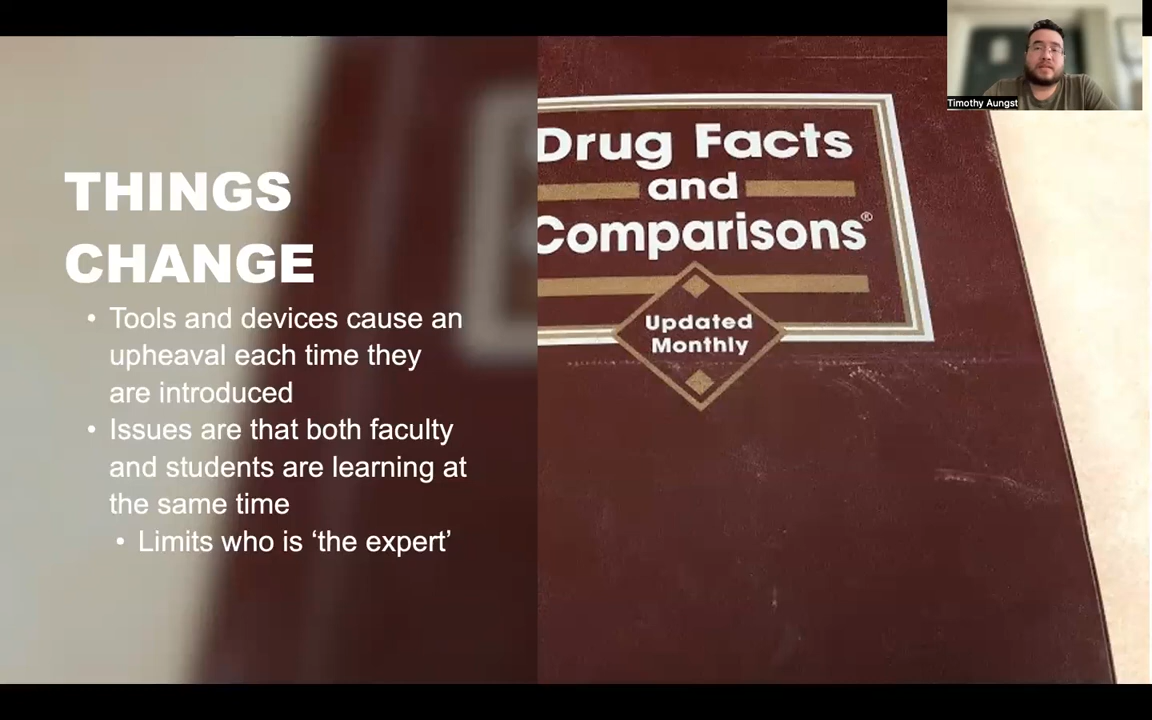 THINGS
CHANGE
• Tools and devices cause an
upheaval each time they
are introduced
• Issues are that both faculty
and students are learning at
the same time
• Limits who is ‘the expert’
Drug Facts
and
Comparisons®
Updated
Monthly
Timothy Aungst